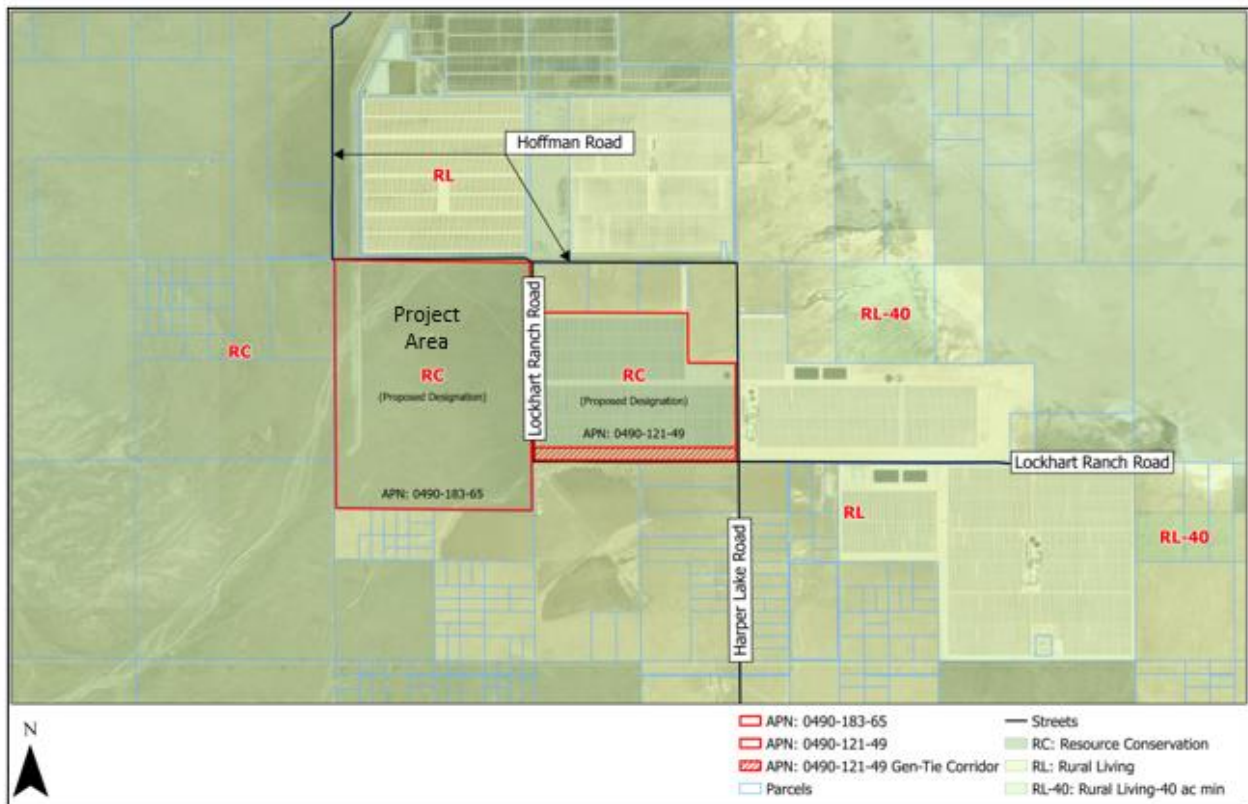 Hoffman Road
RL
Project
Area
RC
(Proposed Designation)
APN: 0490-183-65
Lockhart Ranch Road
RC
(Proposed Designation)
APN: 0490-121-49
RL-40
RC
Lockhart Ranch Road
RL
RL-40
Harper Lake Road
N
APN: 0490-183-65
APN: 0490-121-49
APN: 0490-121-49 Gen-Tie Corridor
Parcels
Streets
RC: Resource Conservation
RL: Rural Living
RL-40: Rural Living-40 ac min